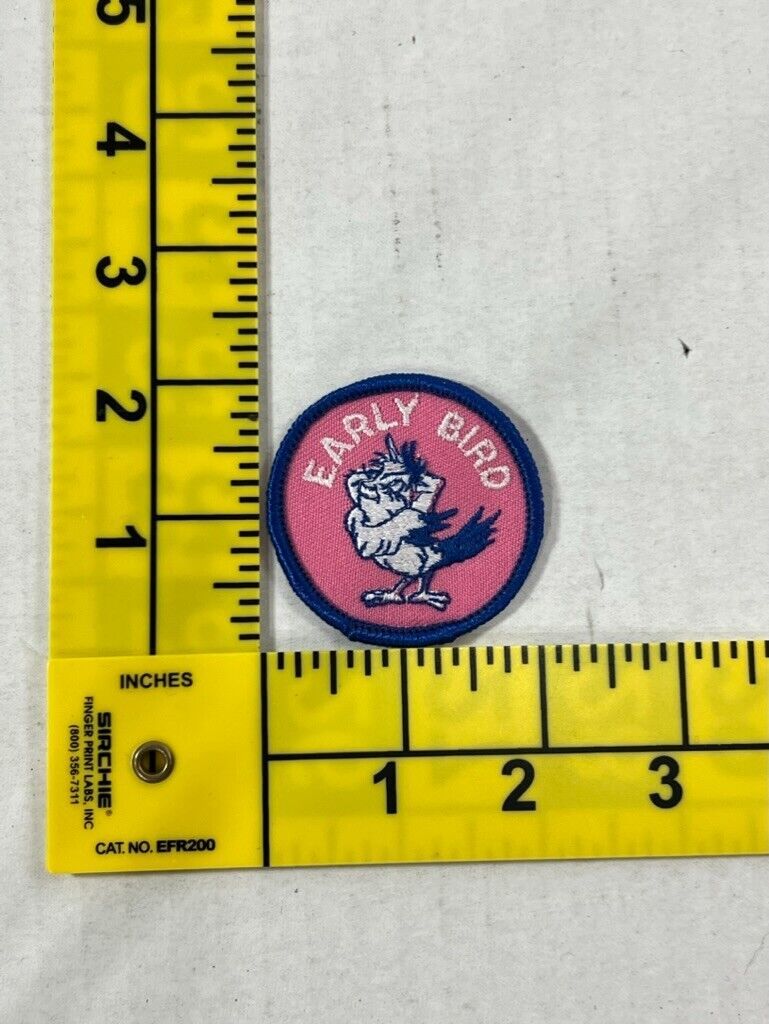 5
4
3
2
1
EARLY BIRD
INCHES
SIRCHIE®
FINGER PRINT LABS, INC
(800) 356-7311
CAT. NO. EFR200
1 2 3